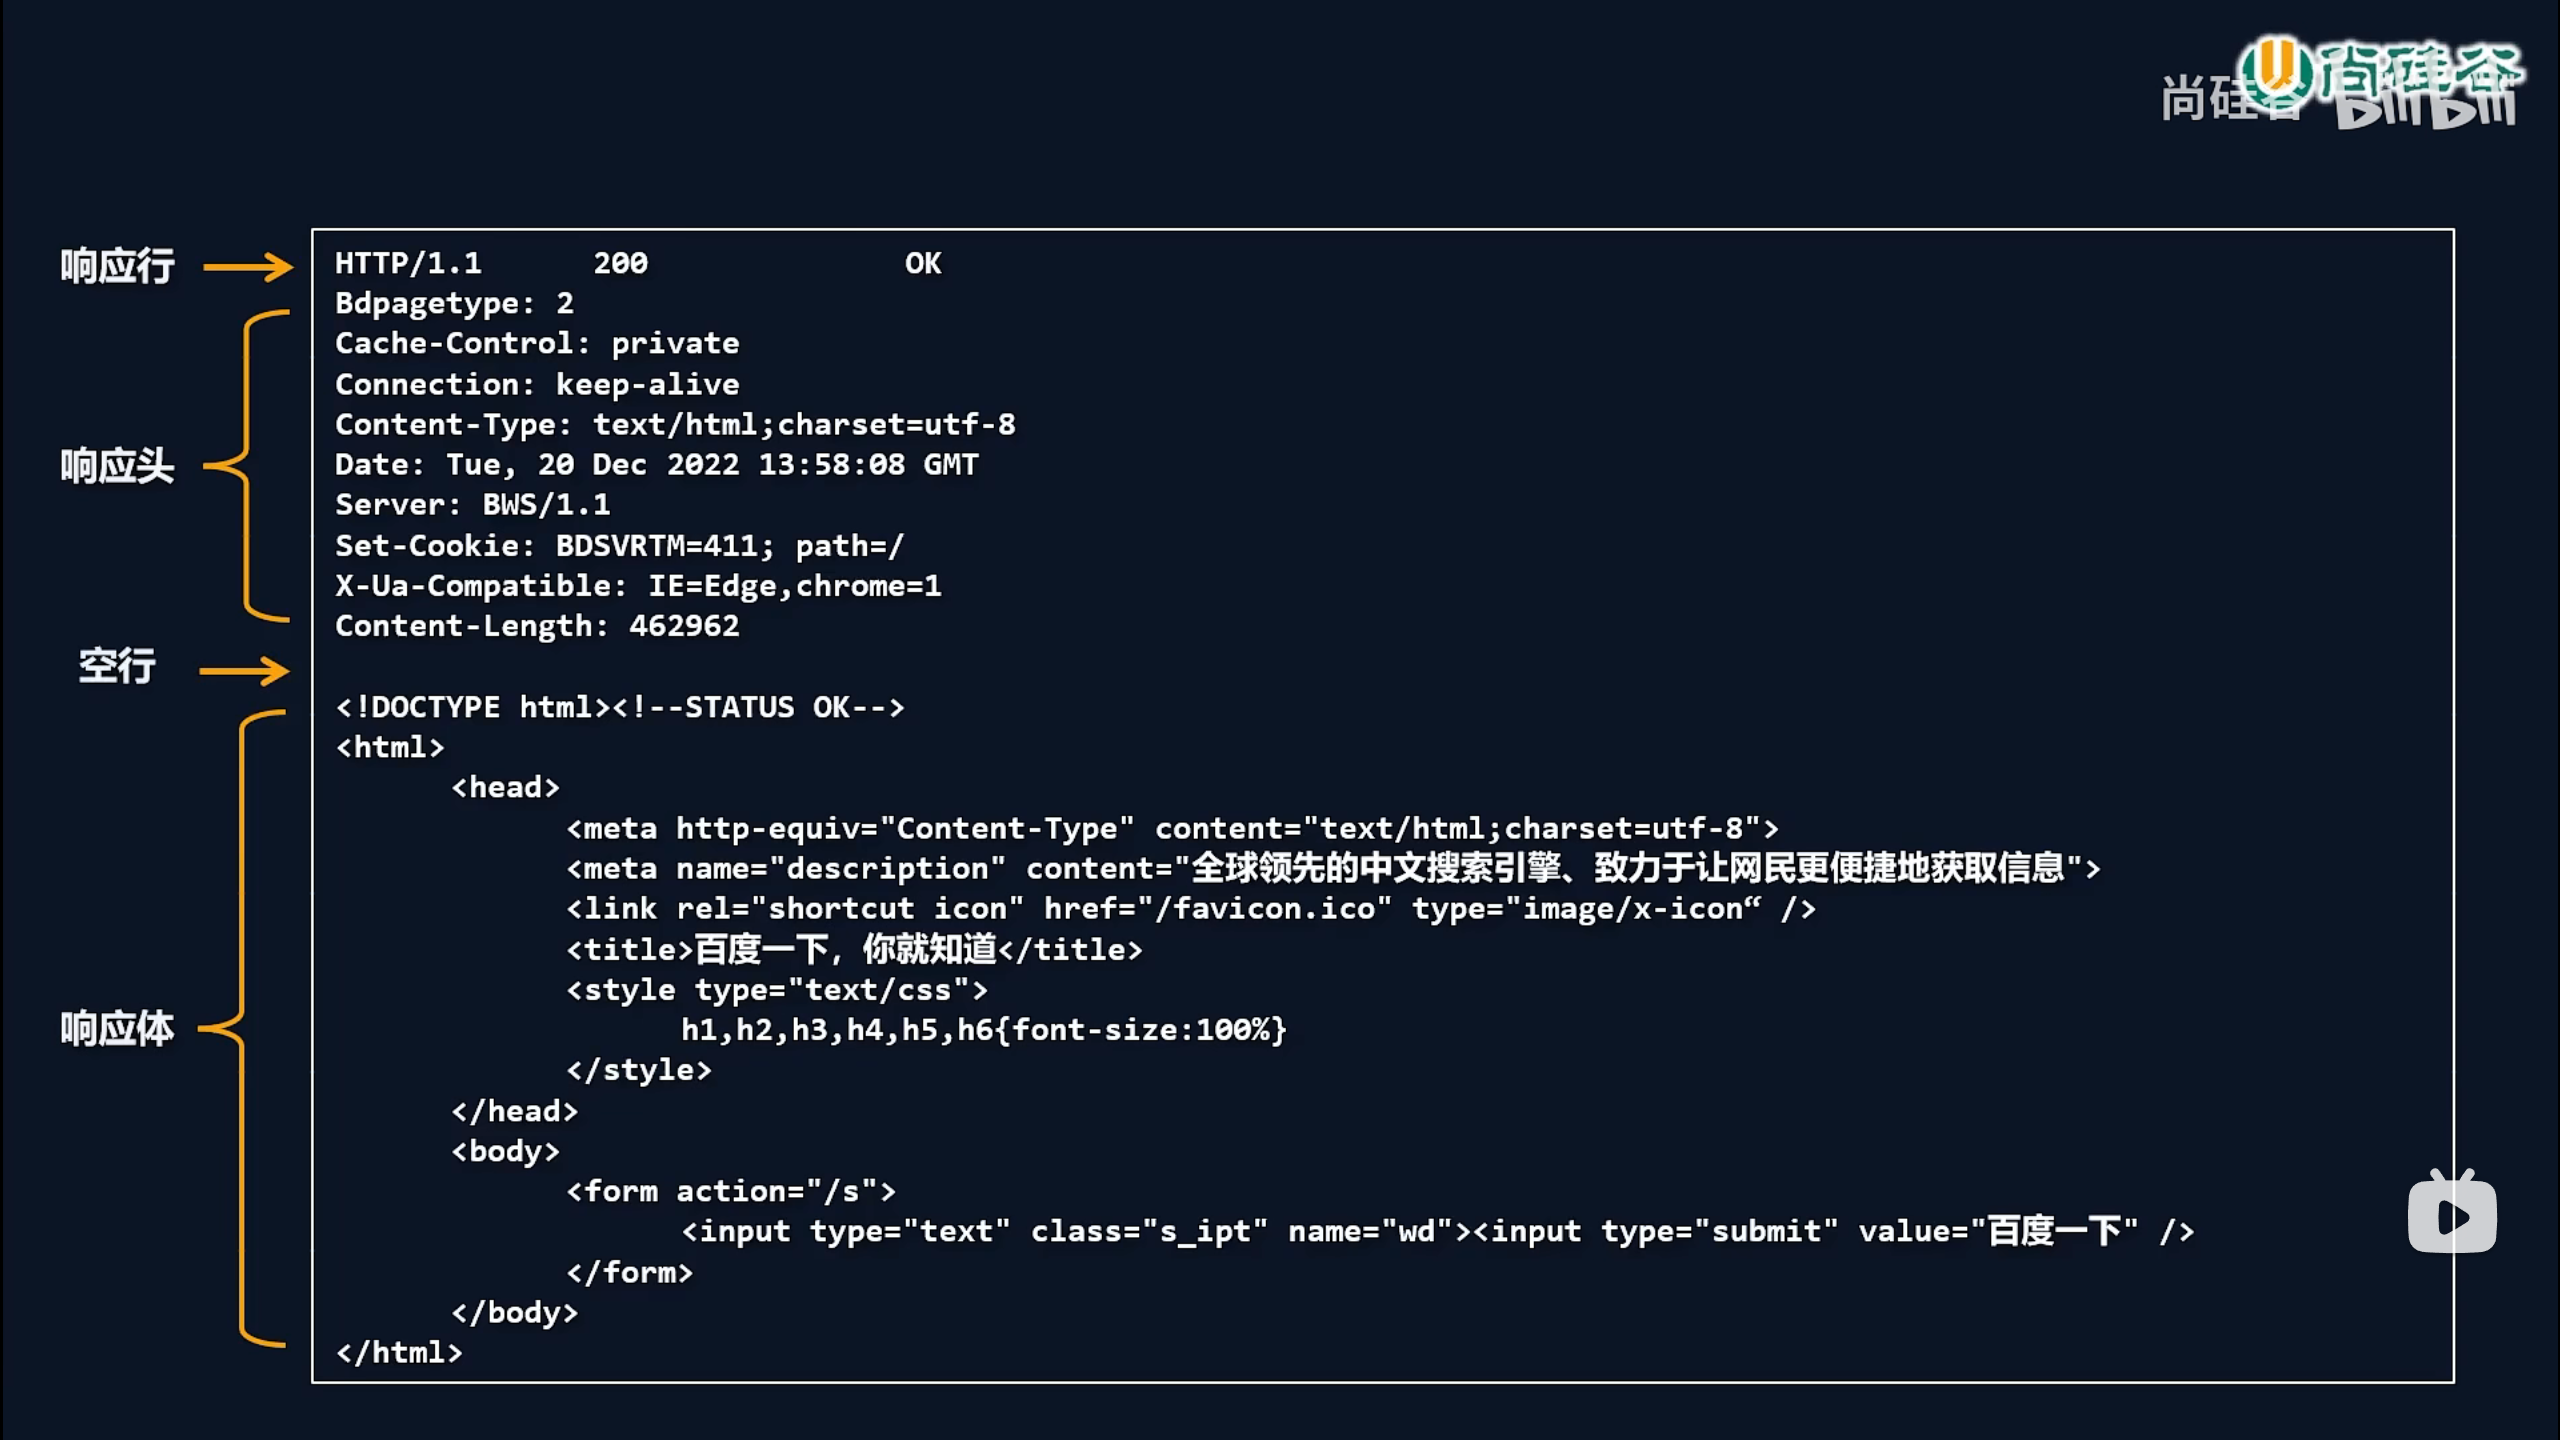 尚硅谷
尚硅谷 bilibili
响应行
HTTP/1.1 200 OK
响应头
Bdpagetype: 2
Cache-Control: private
Connection: keep-alive
Content-Type: text/html;charset=utf-8
Date: Tue, 20 Dec 2022 13:58:08 GMT
Server: BWS/1.1
Set-Cookie: BDSVRTM=411; path=/
X-Ua-Compatible: IE=Edge,chrome=1
Content-Length: 462962
空行
响应体
<!DOCTYPE html><!--STATUS OK-->
<html>
<head>
<meta http-equiv="Content-Type" content="text/html;charset=utf-8">
<meta name="description" content="全球领先的中文搜索引擎、致力于让网民更便捷地获取信息">
<link rel="shortcut icon" href="/favicon.ico" type="image/x-icon“ />
<title>百度一下，你就知道</title>
<style type="text/css">
h1,h2,h3,h4,h5,h6{font-size:100%}
</style>
</head>
<body>
<form action="/s">
<input type="text" class="s_ipt" name="wd"><input type="submit" value="百度一下" />
</form>
</body>
</html>